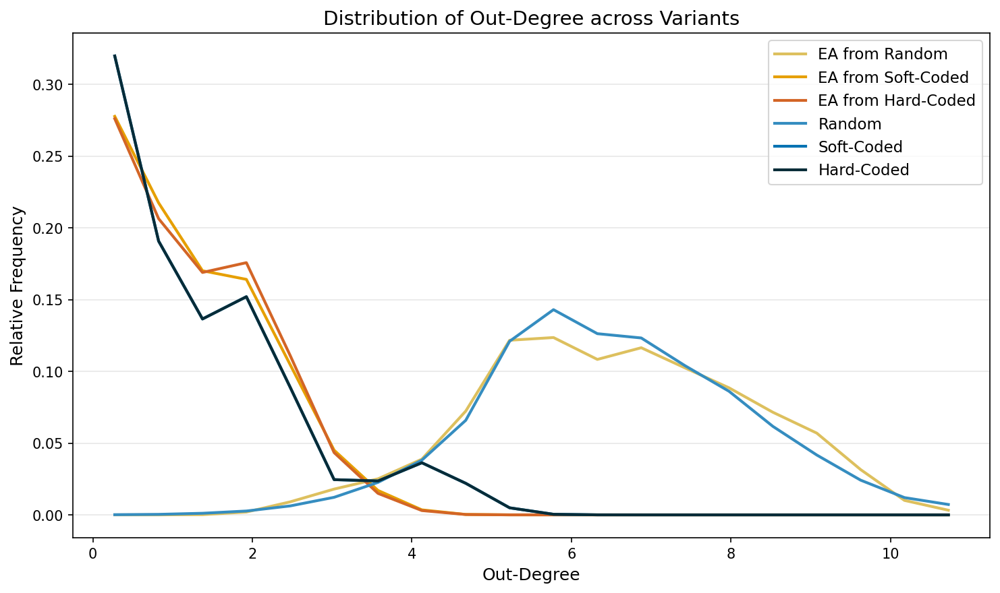 Distribution of Out-Degree across Variants
EA from Random
EA from Soft-Coded
EA from Hard-Coded
Random
Soft-Coded
Hard-Coded
Relative Frequency
0.30
0.25
0.20
0.15
0.10
0.05
0.00
0 2 4 6 8 10
Out-Degree